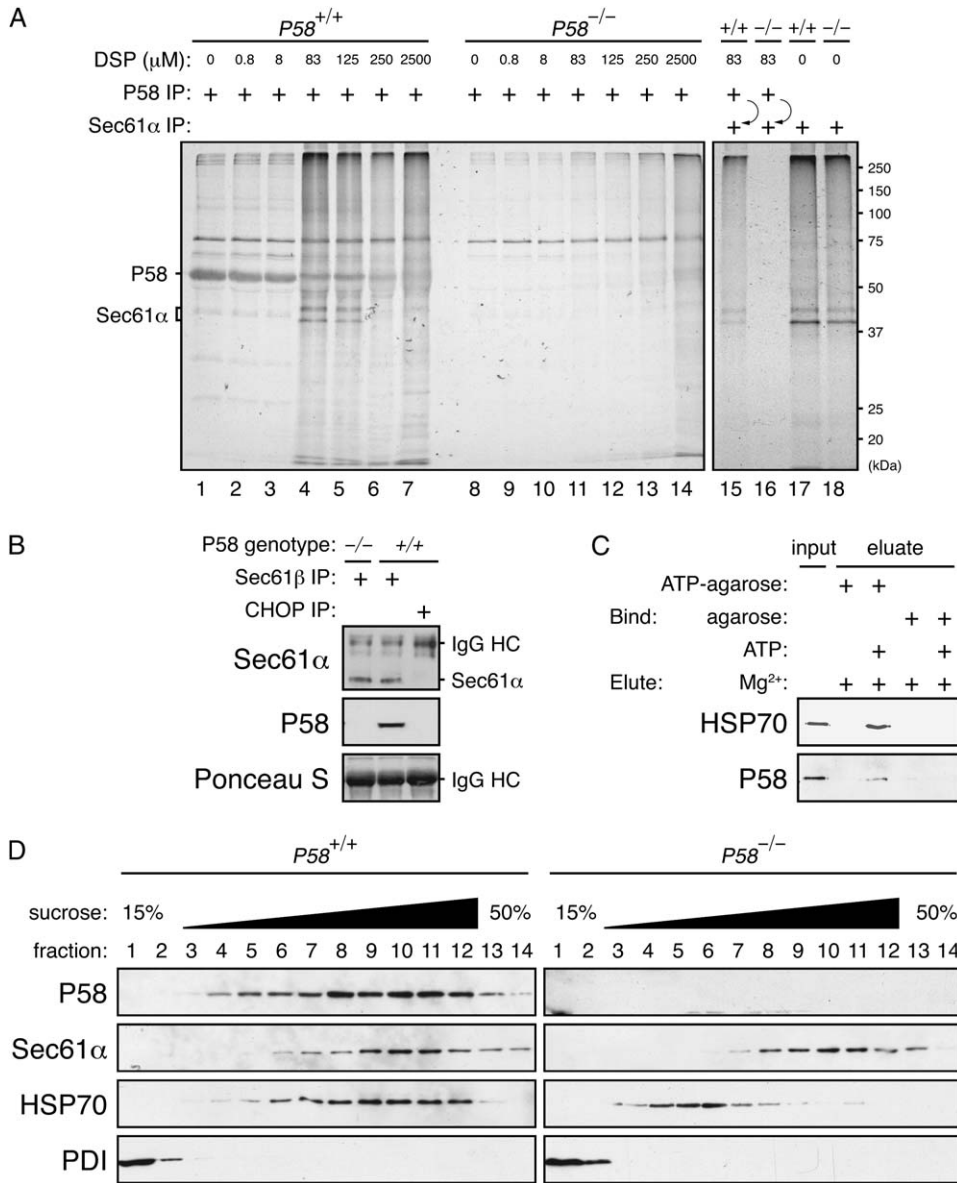 A
P58+/+ P58−/− +/+ −/− +/+ −/−
DSP (μM): 0 0.8 8 83 125 250 2500 0 0.8 8 83 125 250 2500 83 83 0 0
P58 IP: + + + + + + + + + + + + + + + +
Sec61α IP: + + + +
P58
Sec61α
250
150
100
75
50
37
25
20
(kDa)
1 2 3 4 5 6 7 8 9 10 11 12 13 14 15 16 17 18
B
P58 genotype: −/− +/+
Sec61β IP: + +
CHOP IP: +
Sec61α
IgG HC
Sec61α
P58
Ponceau S
IgG HC
C
input eluate
ATP-agarose: + +
Bind: agarose: + +
ATP: + +
Elute: Mg2+: + + + +
HSP70
P58
D
P58+/+ P58−/−
sucrose: 15% 50% 15% 50%
fraction: 1 2 3 4 5 6 7 8 9 10 11 12 13 14 1 2 3 4 5 6 7 8 9 10 11 12 13 14
P58
Sec61α
HSP70
PDI